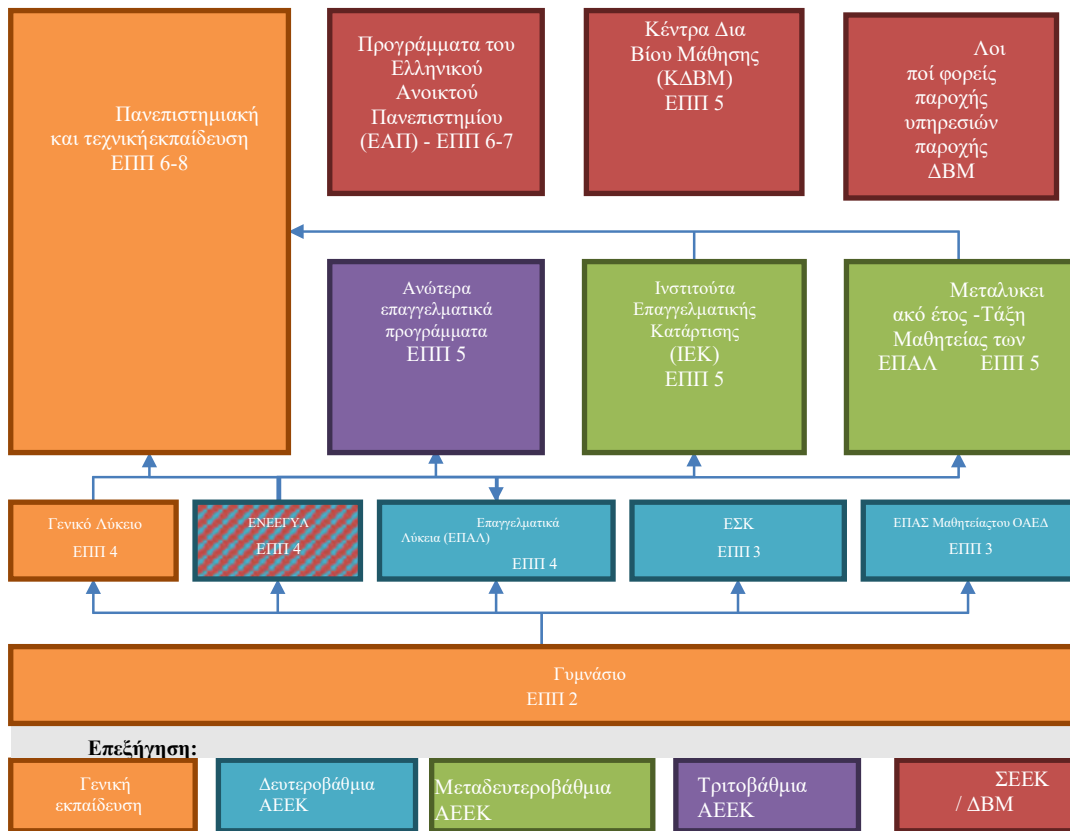 Πανεπιστημιακή
και τεχνικήεκπαίδευση
ΕΠΠ 6-8
Προγράμματα του
Ελληνικού
Ανοικτού
Πανεπιστημίου
(ΕΑΠ) - ΕΠΠ 6-7
Κέντρα Δια
Βίου Μάθησης
(ΚΔΒΜ)
ΕΠΠ 5
Λοι
ποί φορείς
παροχής
υπηρεσιών
παροχής
ΔΒΜ
Ανώτερα
επαγγελματικά
προγράμματα
ΕΠΠ 5
Ινστιτούτα
Επαγγελματικής
Κατάρτισης
(ΙΕΚ)
ΕΠΠ 5
Μεταλυκει
ακό έτος -Τάξη
Μαθητείας των
ΕΠΑΛ ΕΠΠ 5
Γενικό Λύκειο
ΕΠΠ 4
ΕΝΕΕΓΥΛ
ΕΠΠ 4
Επαγγελματικά
Λύκεια (ΕΠΑΛ)
ΕΠΠ 4
ΕΣΚ
ΕΠΠ 3
ΕΠΑΣ Μαθητείαςτου ΟΑΕΔ
ΕΠΠ 3
Γυμνάσιο
ΕΠΠ 2
Επεξήγηση:
Γενική
εκπαίδευση
Δευτεροβάθμια
ΑΕΕΚ
Μεταδευτεροβάθμια
ΑΕΕΚ
Τριτοβάθμια
ΑΕΕΚ
ΣΕΕΚ
/ ΔΒΜ